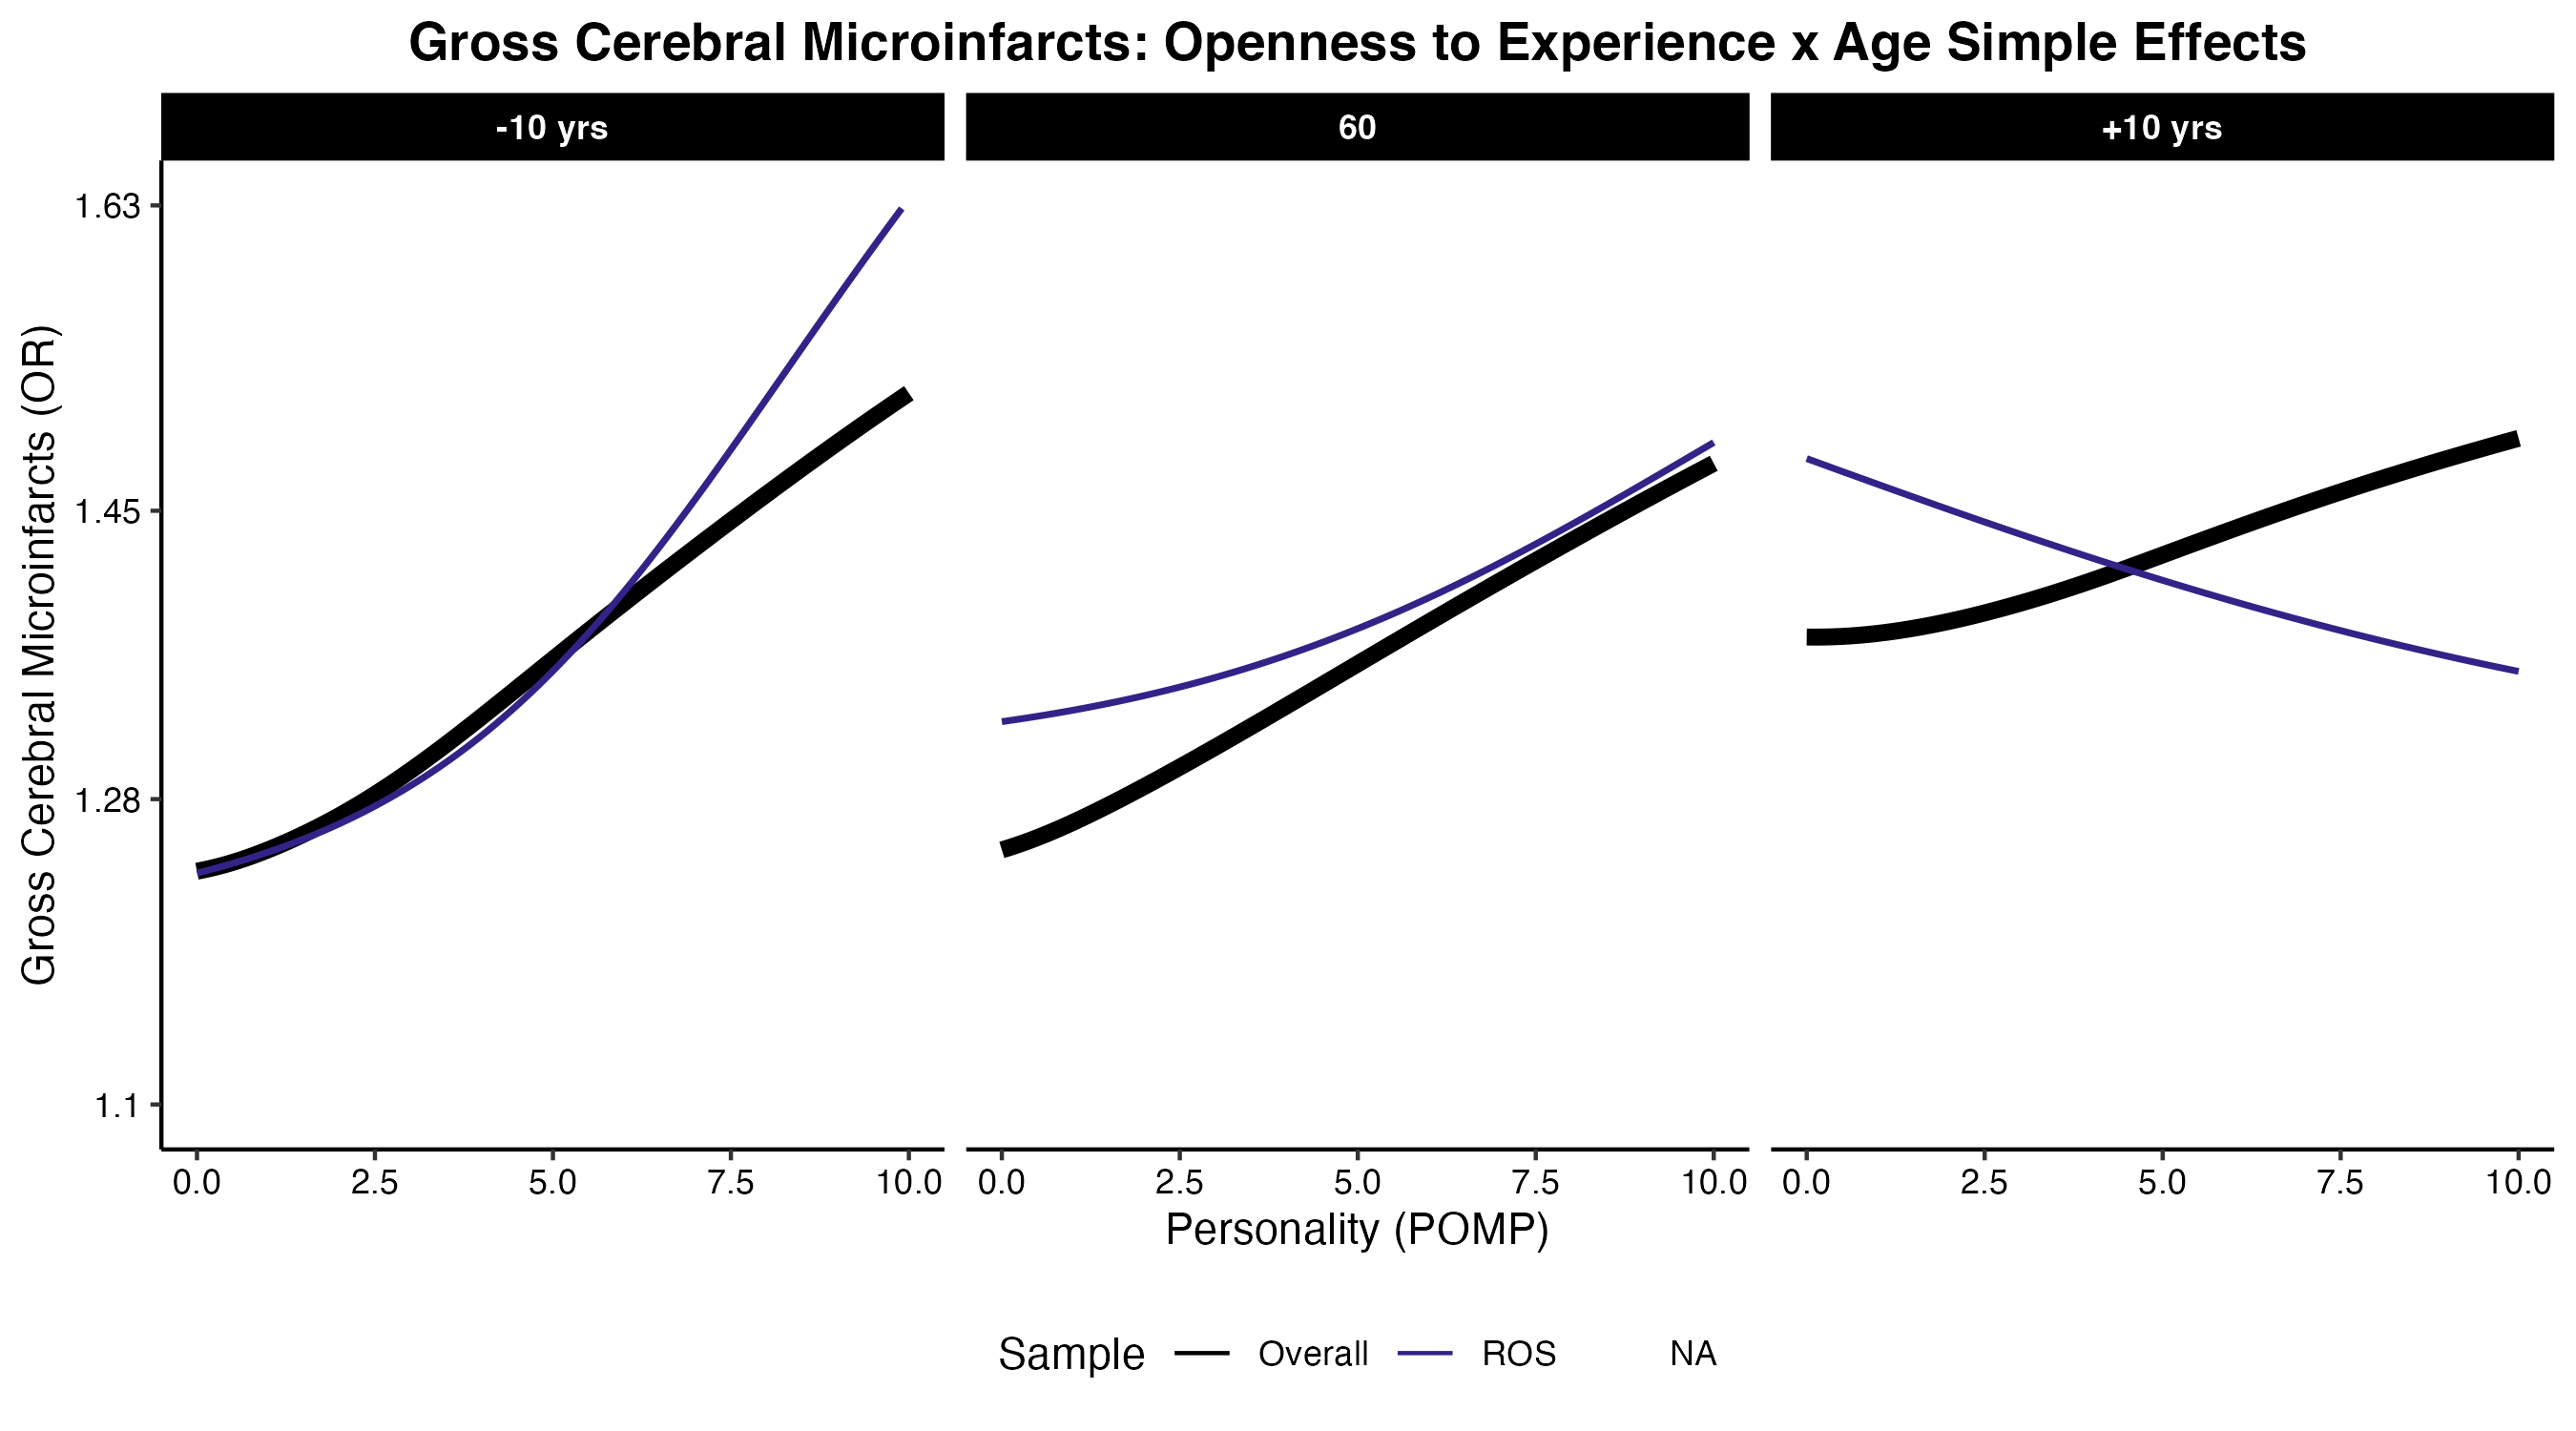 Gross Cerebral Microinfarcts: Openness to Experience x Age Simple Effects
-10 yrs
60
+10 yrs
Gross Cerebral Microinfarcts (OR)
1.63
1.45
1.28
1.1
0.0 2.5 5.0 7.5 10.0
0.0 2.5 5.0 7.5 10.0
0.0 2.5 5.0 7.5 10.0
Personality (POMP)
Sample Overall ROS NA